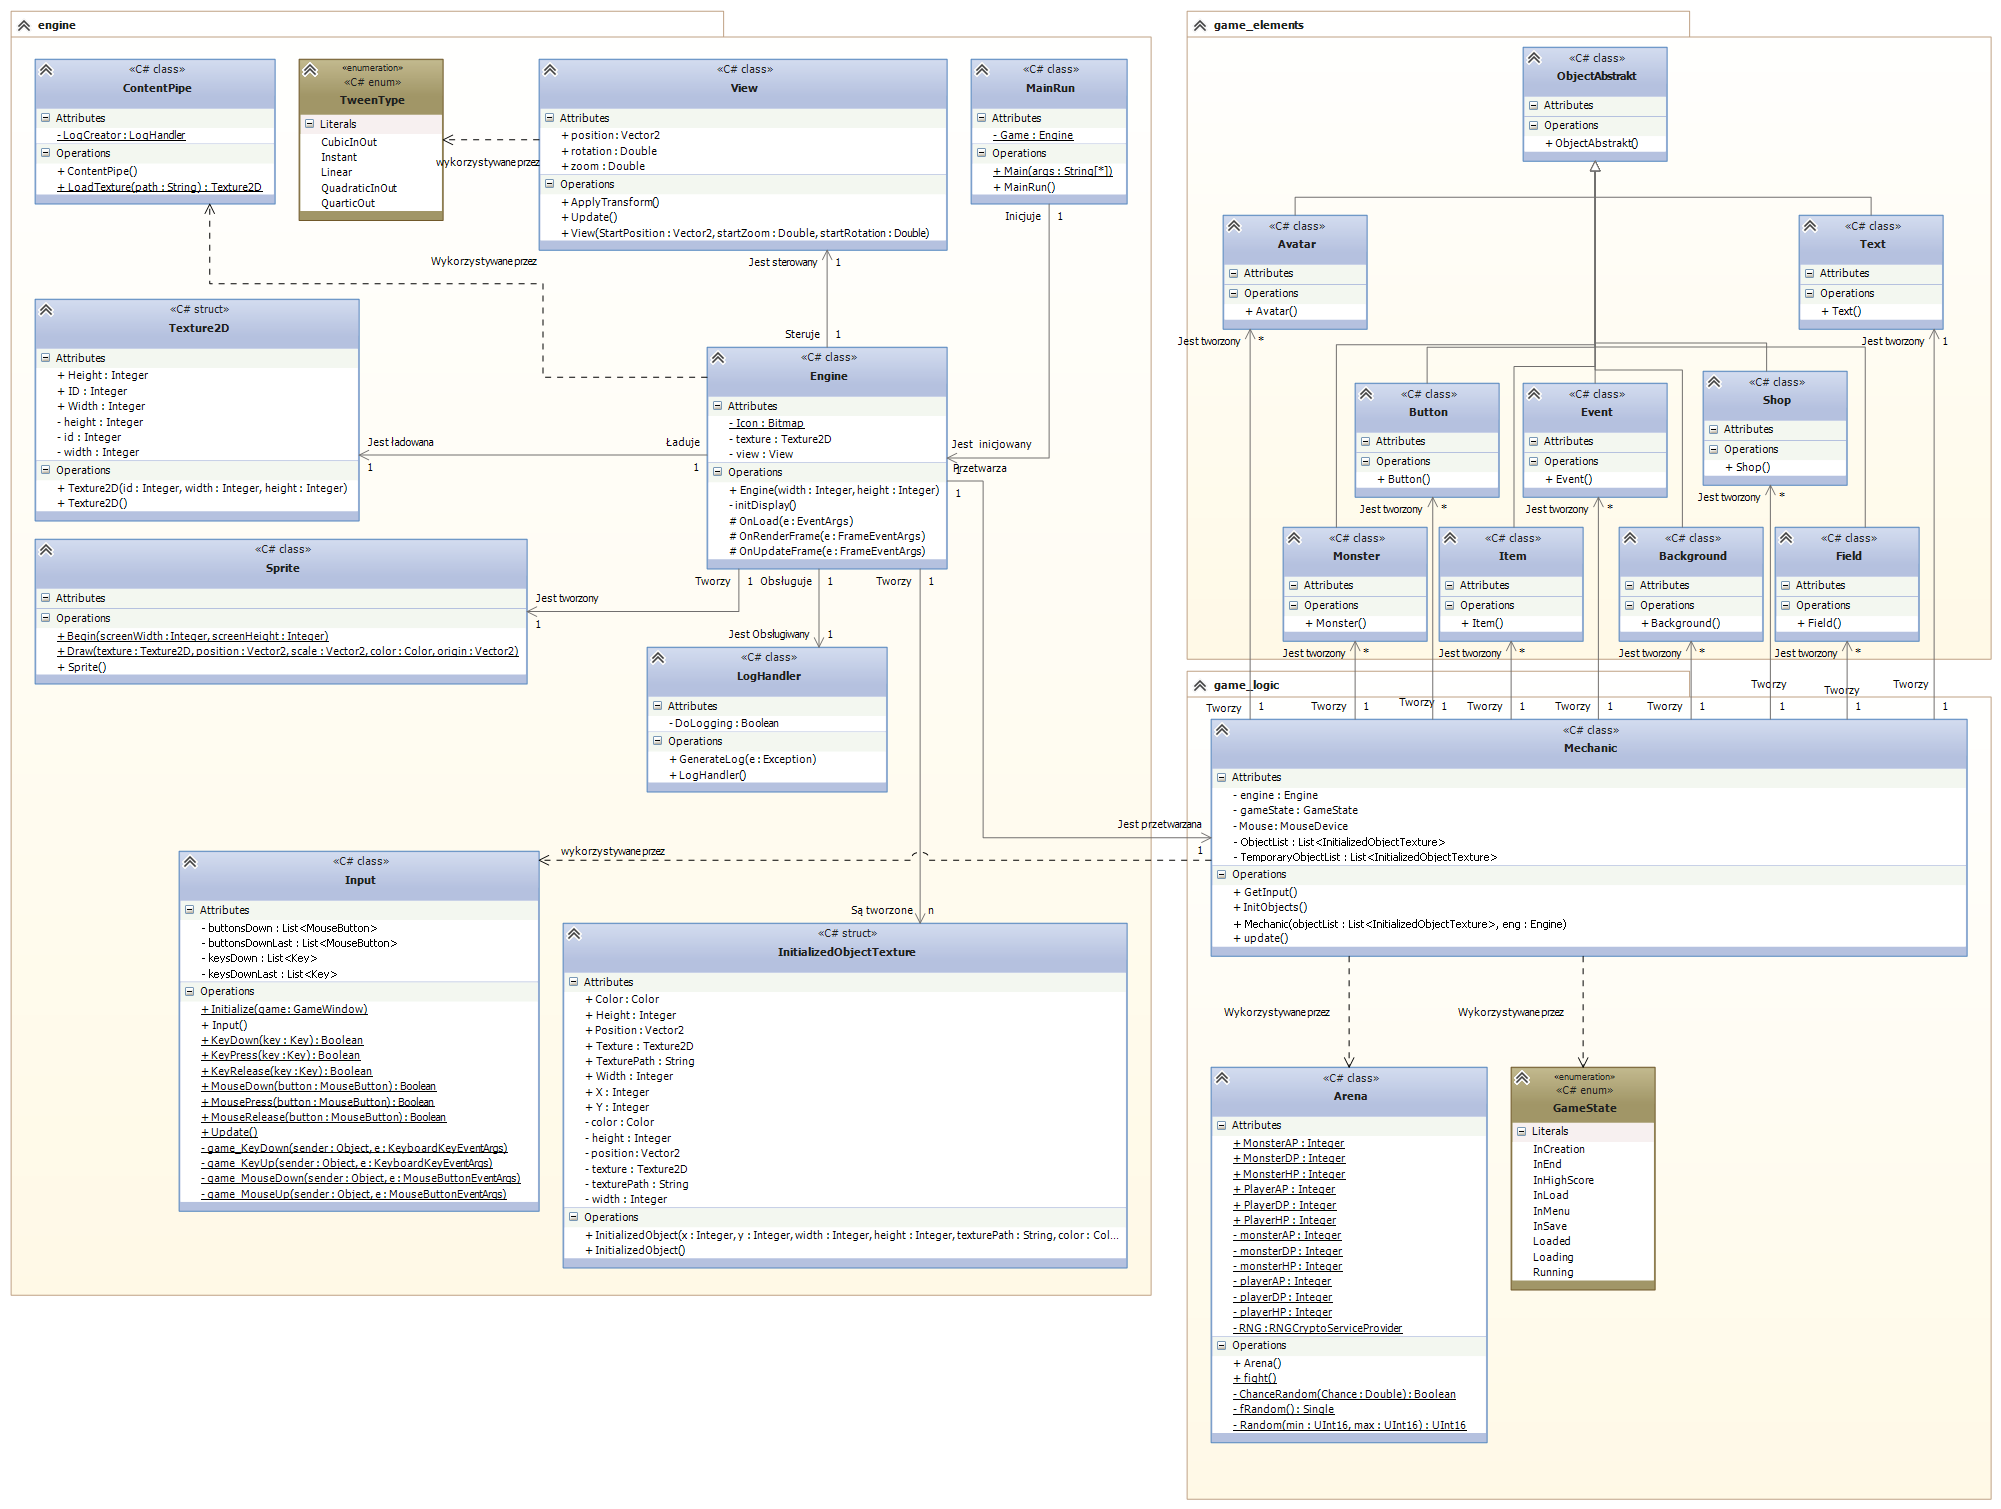 engine
«C# class»
ContentPipe
Attributes
- LogCreator : LogHandler
Operations
+ ContentPipe()
+ LoadTexture(path : String) : Texture2D
«enumeration»
«C# enum»
TweenType
Literals
CubicInOut
Instant
Linear
QuadraticInOut
QuarticOut
wykorzystywane przez
«C# class»
View
Attributes
+ position : Vector2
+ rotation : Double
+ zoom : Double
Operations
+ ApplyTransform()
+ Update()
+ View(StartPosition : Vector2, startZoom : Double, startRotation : Double)
«C# class»
MainRun
Attributes
- Game : Engine
Operations
+ Main(args : String[*])
+ MainRun()
Inicjuje 1
Wykorzystywane przez
Jest sterowany 1
Steruje 1
«C# struct»
Texture2D
Attributes
+ Height : Integer
+ ID : Integer
+ Width : Integer
- height : Integer
- id : Integer
- width : Integer
Operations
+ Texture2D(id : Integer, width : Integer, height : Integer)
+ Texture2D()
Jest ładowana
1
Ładuje
1
«C# class»
Engine
Attributes
- Icon : Bitmap
- texture : Texture2D
- view : View
Operations
+ Engine(width : Integer, height : Integer)
- initDisplay()
# OnLoad(e : EventArgs)
# OnRenderFrame(e : FrameEventArgs)
# OnUpdateFrame(e : FrameEventArgs)
Jest inicjowany
1
Przetwarza
1
Tworzy 1
Obsługuje 1
Tworzy 1
«C# class»
Sprite
Attributes
Operations
+ Begin(screenWidth : Integer, screenHeight : Integer)
+ Draw(texture : Texture2D, position : Vector2, scale : Vector2, color : Color, origin : Vector2)
+ Sprite()
Jest tworzony
1
Jest Obsługiwany 1
«C# class»
LogHandler
Attributes
- DoLogging : Boolean
Operations
+ GenerateLog(e : Exception)
+ LogHandler()
Jest przetwarzana
1
wykorzystywane przez
«C# class»
Input
Attributes
- buttonsDown : List<MouseButton>
- buttonsDownLast : List<MouseButton>
- keysDown : List<Key>
- keysDownLast : List<Key>
Operations
+ Initialize(game : GameWindow)
+ Input()
+ KeyDown(key : Key) : Boolean
+ KeyPress(key : Key) : Boolean
+ KeyRelease(key : Key) : Boolean
+ MouseDown(button : MouseButton) : Boolean
+ MousePress(button : MouseButton) : Boolean
+ MouseRelease(button : MouseButton) : Boolean
+ Update()
- game_KeyDown(sender : Object, e : KeyboardKeyEventArgs)
- game_KeyUp(sender : Object, e : KeyboardKeyEventArgs)
- game_MouseDown(sender : Object, e : MouseButtonEventArgs)
- game_MouseUp(sender : Object, e : MouseButtonEventArgs)
Są tworzone n
«C# struct»
InitializedObjectTexture
Attributes
+ Color : Color
+ Height : Integer
+ Position : Vector2
+ Texture : Texture2D
+ TexturePath : String
+ Width : Integer
+ X : Integer
+ Y : Integer
- color : Color
- height : Integer
- position : Vector2
- texture : Texture2D
- texturePath : String
- width : Integer
Operations
+ InitializedObject(x : Integer, y : Integer, width : Integer, height : Integer, texturePath : String, color : Col...
+ InitializedObject()
game_elements
«C# class»
ObjectAbstrakt
Attributes
Operations
+ ObjectAbstrakt()
«C# class»
Avatar
Attributes
Operations
+ Avatar()
Jest tworzony *
«C# class»
Text
Attributes
Operations
+ Text()
Jest tworzony 1
«C# class»
Button
Attributes
Operations
+ Button()
Jest tworzony *
«C# class»
Event
Attributes
Operations
+ Event()
Jest tworzony *
«C# class»
Shop
Attributes
Operations
+ Shop()
Jest tworzony *
«C# class»
Monster
Attributes
Operations
+ Monster()
Jest tworzony *
«C# class»
Item
Attributes
Operations
+ Item()
Jest tworzony *
«C# class»
Background
Attributes
Operations
+ Background()
Jest tworzony *
«C# class»
Field
Attributes
Operations
+ Field()
Jest tworzony *
game_logic
Tworzy 1
Tworzy 1
Tworzy 1
Tworzy 1
Tworzy 1
Tworzy 1
Tworzy 1
Tworzy 1
Tworzy 1
«C# class»
Mechanic
Attributes
- engine : Engine
- gameState : GameState
- Mouse : MouseDevice
- ObjectList : List<InitializedObjectTexture>
- TemporaryObjectList : List<InitializedObjectTexture>
Operations
+ GetInput()
+ InitObjects()
+ Mechanic(objectList : List<InitializedObjectTexture>, eng : Engine)
+ update()
Wykorzystywane przez
Wykorzystywane przez
«C# class»
Arena
Attributes
+ MonsterAP : Integer
+ MonsterDP : Integer
+ MonsterHP : Integer
+ PlayerAP : Integer
+ PlayerDP : Integer
+ PlayerHP : Integer
- monsterAP : Integer
- monsterDP : Integer
- monsterHP : Integer
- playerAP : Integer
- playerDP : Integer
- playerHP : Integer
- RNG : RNGCryptoServiceProvider
Operations
+ Arena()
+ fight()
- ChanceRandom(Chance : Double) : Boolean
- fRandom() : Single
- Random(min : UInt16, max : UInt16) : UInt16
«enumeration»
«C# enum»
GameState
Literals
InCreation
InEnd
InHighScore
InLoad
InMenu
InSave
Loaded
Loading
Running